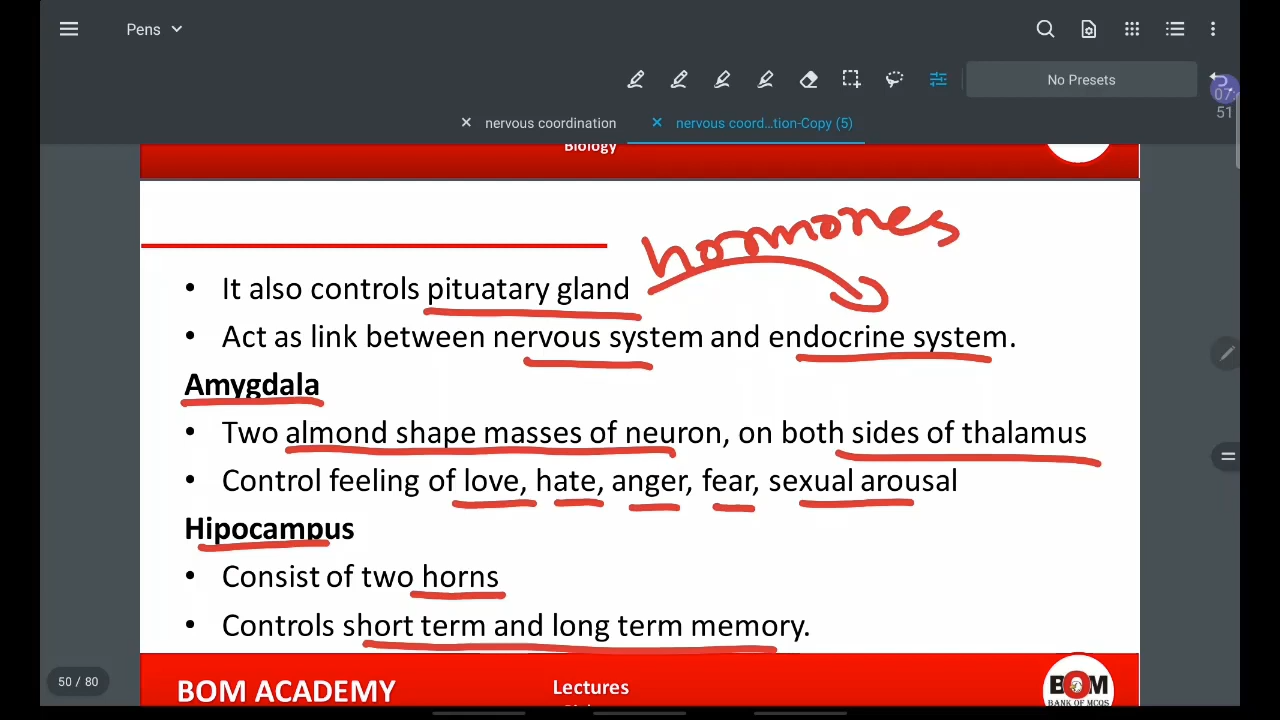 Pens
No Presets
07:
51
nervous coordination
nervous coord...tion-Copy (5)
Biology
hormones
• It also controls pituatary gland
• Act as link between nervous system and endocrine system.
Amygdala
• Two almond shape masses of neuron, on both sides of thalamus
• Control feeling of love, hate, anger, fear, sexual arousal
Hipocampus
• Consist of two horns
• Controls short term and long term memory.
50 / 80
BOM ACADEMY
Lectures
BOM
BANK OF MCQS